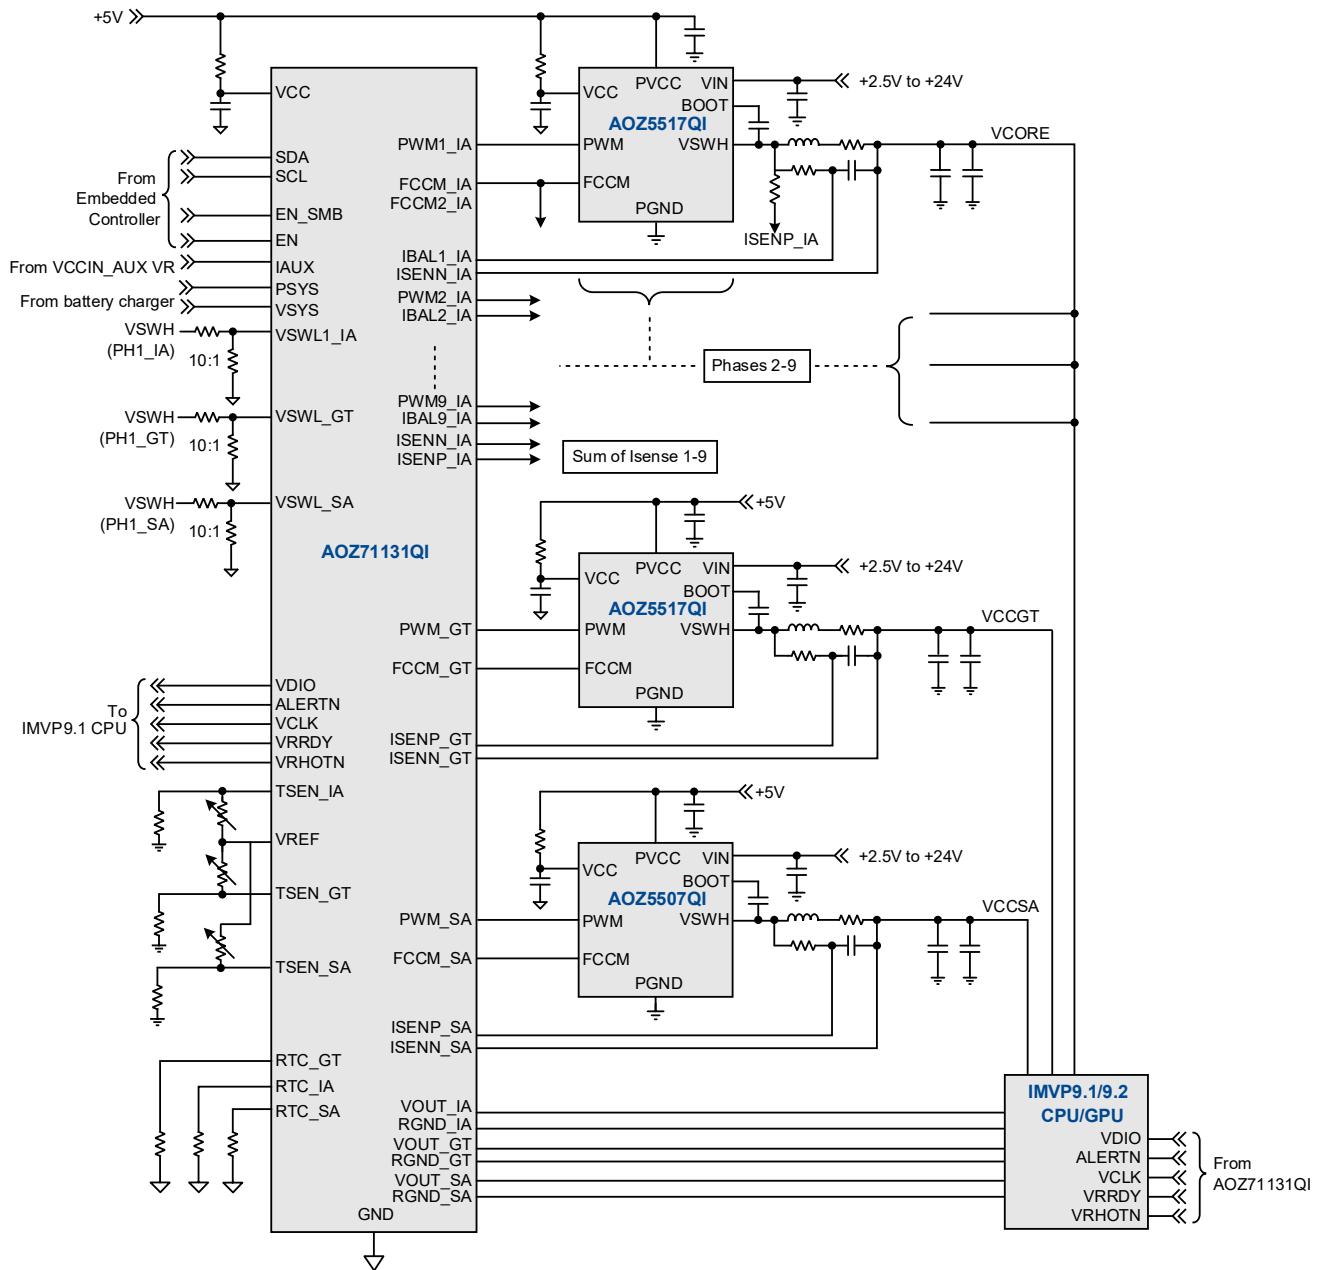 +5V
VCC
SDA
SCL
EN_SMB
EN
From
Embedded
Controller
IAUX
From VCCIN_AUX VR
PSYS
From battery charger
VSYS
VSWH
(PH1_IA)
10:1
VSWL1_IA
VSWH
(PH1_GT)
10:1
VSWL_GT
VSWH
(PH1_SA)
10:1
VSWL_SA
AOZ71131QI
To
IMVP9.1 CPU
VDIO
ALERTN
VCLK
VRRDY
VRHOTN
TSEN_IA
VREF
TSEN_GT
TSEN_SA
RTC_GT
RTC_IA
RTC_SA
GND
PWM1_IA
FCCM_IA
FCCM2_IA
IBAL1_IA
ISENN_IA
PWM2_IA
IBAL2_IA
PWM9_IA
IBAL9_IA
ISENN_IA
ISENP_IA
PWM_GT
FCCM_GT
ISENP_GT
ISENN_GT
PWM_SA
FCCM_SA
ISENP_SA
ISENN_SA
VOUT_IA
RGND_IA
VOUT_GT
RGND_GT
VOUT_SA
RGND_SA
PVCC
VIN
VCC
BOOT
AOZ5517QI
PWM
VSWH
FCCM
PGND
+2.5V to +24V
VCORE
ISENP_IA
Phases 2-9
Sum of Isense 1-9
+5V
PVCC
VIN
VCC
BOOT
AOZ5517QI
PWM
VSWH
FCCM
PGND
+2.5V to +24V
VCCGT
+5V
PVCC
VIN
VCC
BOOT
AOZ5507QI
PWM
VSWH
FCCM
PGND
+2.5V to +24V
VCCSA
IMVP9.1/9.2
CPU/GPU
VDIO
ALERTN
VCLK
VRRDY
VRHOTN
From
AOZ71131QI